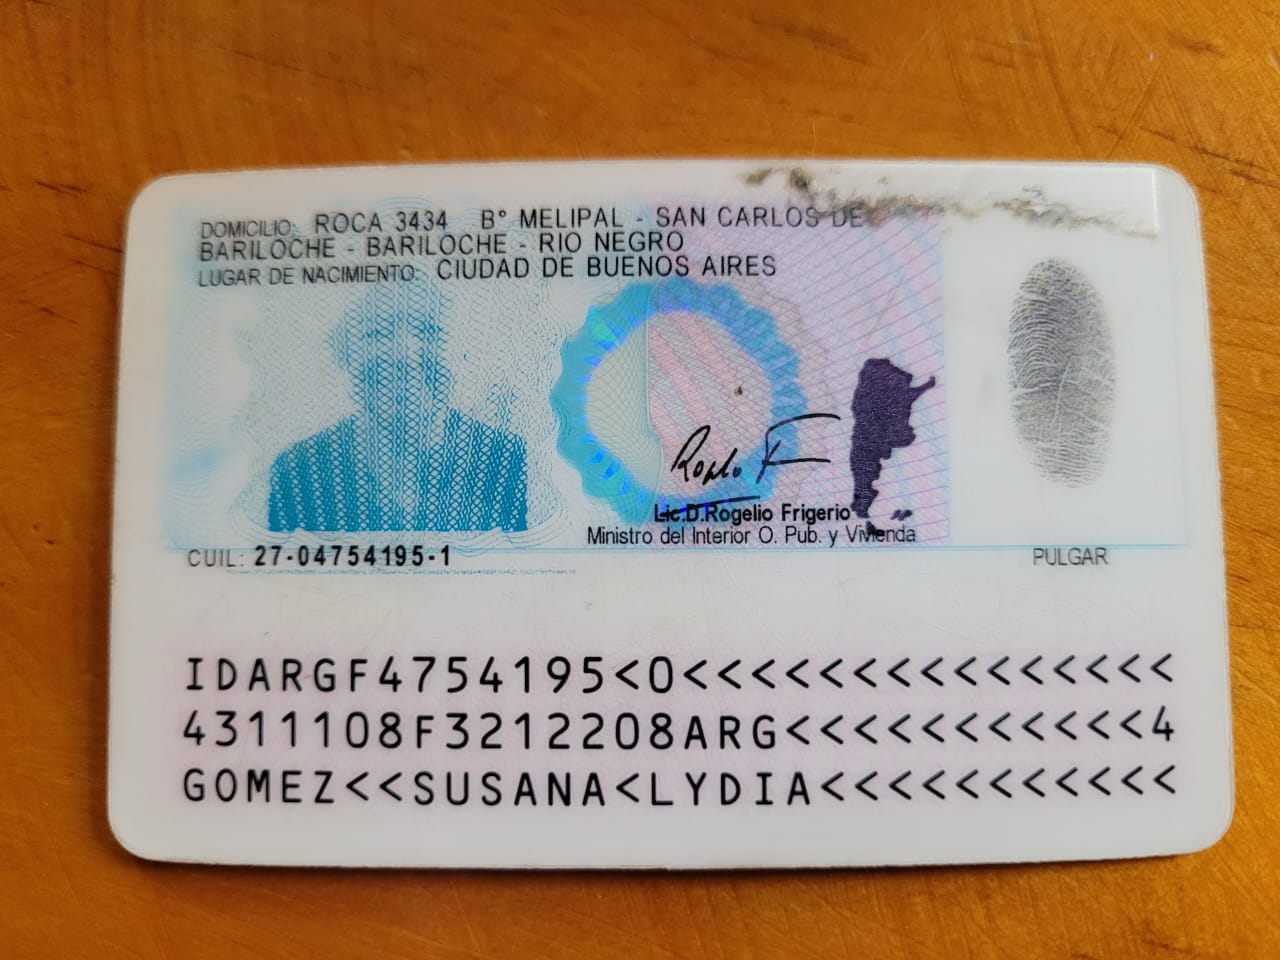 DOMICILIO: ROCA 3434 B° MELIPAL - SAN CARLOS DE
BARILOCHE - BARILOCHE - RIO NEGRO
LUGAR DE NACIMIENTO: CIUDAD DE BUENOS AIRES
Lic.D.Rogelio Frigerio
Ministro del Interior O. Pub. y Vivienda
CUIL: 27-04754195-1
PULGAR
IDARGF4754195<0<<<<<<<<<<<<<<<
4311108F3212208ARG<<<<<<<<<<<4
GOMEZ<<SUSANA<LYDIA<<<<<<<<<<<